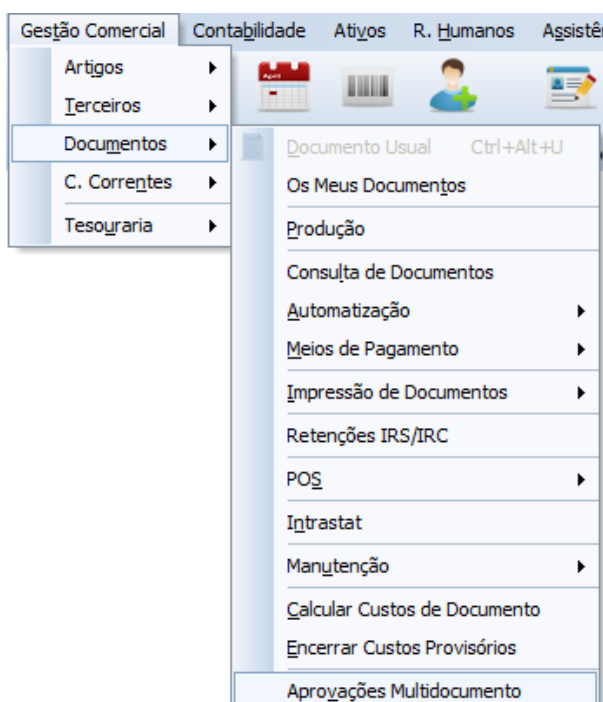 Gestão Comercial Contabilidade Ativos R. Humanos
Artigos
April
Terceiros
Documentos
C. Correntes
Tesouraria
Documento Usual Ctrl+Alt+U
Os Meus Documentos
Produção
Consulta de Documentos
Automatização
Meios de Pagamento
Impressão de Documentos
Retenções IRS/IRC
POS
Intrastat
Manutenção
Calcular Custos de Documento
Encerrar Custos Provisórios
Aprovações Multidocumento